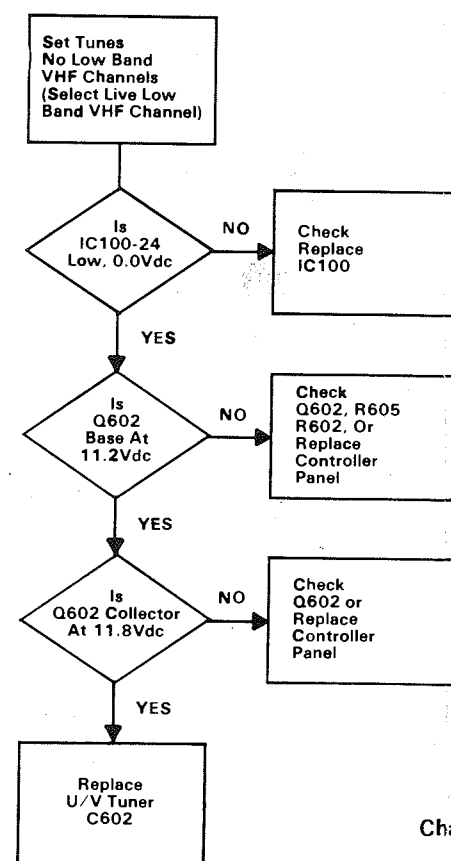 Set Tunes
No Low Band
VHF Channels
(Select Live Low
Band VHF Channel)
Is
IC100-24
Low, 0.0Vdc
NO
Check
Replace
IC100
YES
Is
Q602
Base At
11.2Vdc
NO
Check
Q602, R605
R602, Or
Replace
Controller
Panel
YES
Is
Q602 Collector
At 11.8Vdc
NO
Check
Q602 or
Replace
Controller
Panel
YES
Replace
U/V Tuner
C602
Cha